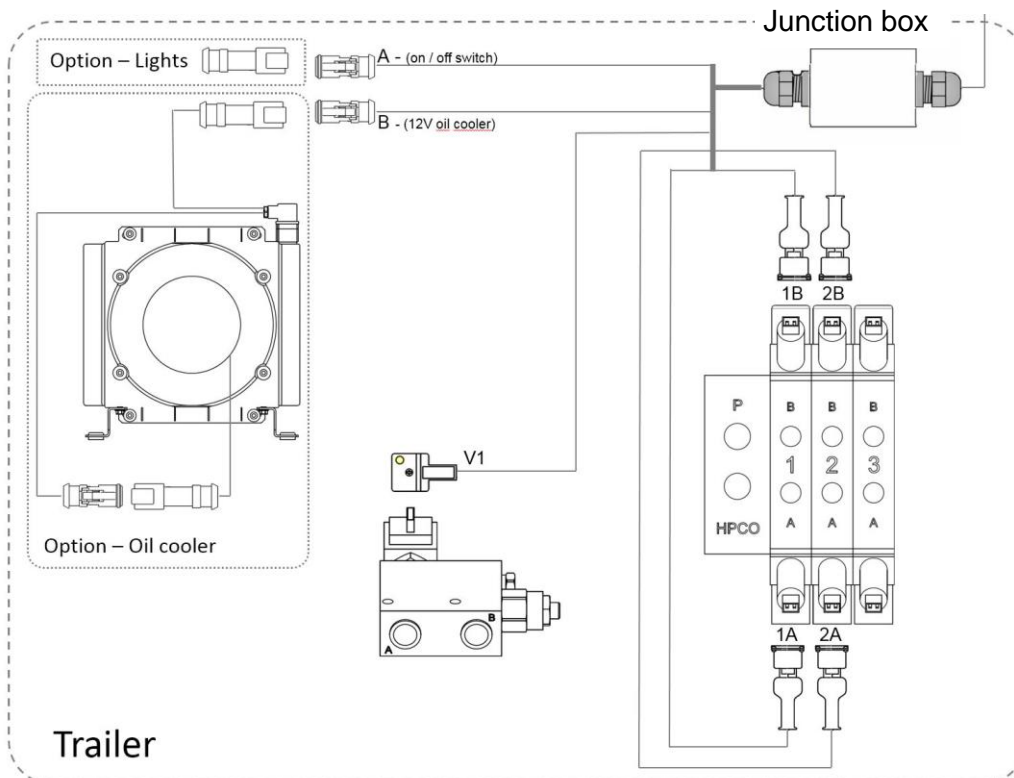 Junction box
Option – Lights
A - (on / off switch)
B - (12V oil cooler)
1B 2B
P B B B
1 2 3
V1
HPCO A A A
Option – Oil cooler
B
A
1A 2A
Trailer